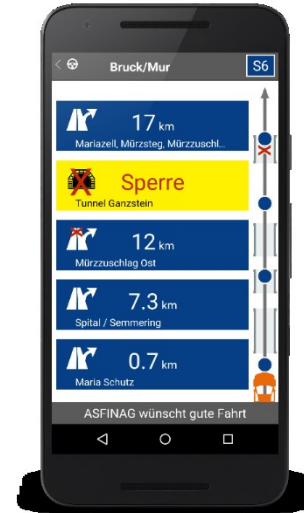 Bruck/Mur
S6
17 km
Mariazell, Mürzsteg, Mürzzuschl...
Sperre
Tunnel Ganzstein
12 km
Mürzzuschlag Ost
7.3 km
Spital / Semmering
0.7 km
Maria Schutz
ASFINAG wünscht gute Fahrt